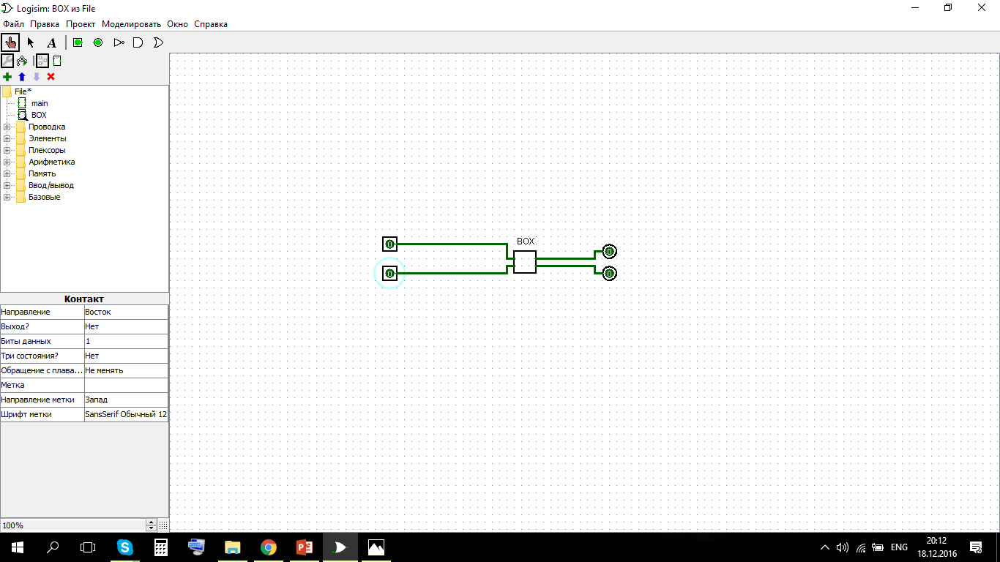 Logisim: BOX из File
Файл Правка Проект Моделировать Окно Справка
A
File*
main
BOX
Проводка
Элементы
Плексоры
Арифметика
Память
Ввод/вывод
Базовые
BOX
0
0
0
0
Контакт
Направление Восток
Выход? Нет
Биты данных 1
Три состояния? Нет
Обращение с плава... Не менять
Метка
Направление метки Запад
Шрифт метки SansSerif Обычный 12
100%
ENG
20:12
18.12.2016